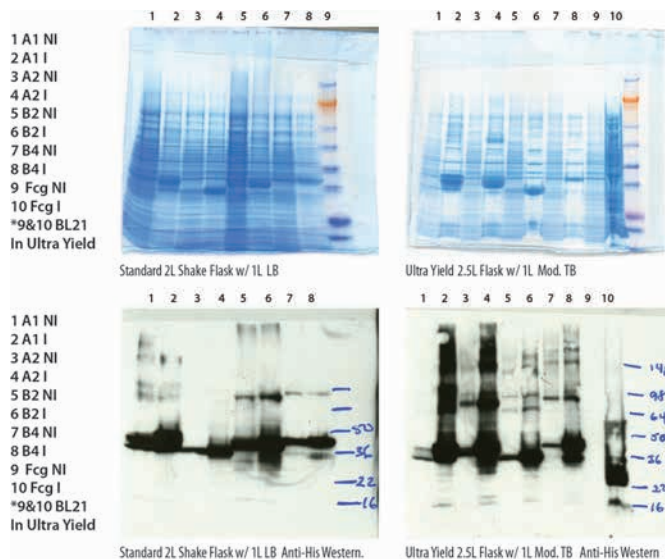 1 2 3 4 5 6 7 8 9
1 2 3 4 5 6 7 8 9 10
1 A1 NI
2 A1 I
3 A2 NI
4 A2 I
5 B2 NI
6 B2 I
7 B4 NI
8 B4 I
9 Fcg NI
10 Fcg I
*9&10 BL21
In Ultra Yield
Standard 2L Shake Flask w/ 1L LB
Ultra Yield 2.5L Flask w/ 1L Mod. TB
1 2 3 4 5 6 7 8
1 2 3 4 5 6 7 8 9 10
1 A1 NI
2 A1 I
3 A2 NI
4 A2 I
5 B2 NI
6 B2 I
7 B4 NI
8 B4 I
9 Fcg NI
10 Fcg I
*9&10 BL21
In Ultra Yield
50
36
22
16
98
64
50
36
22
16
Standard 2L Shake Flask w/ 1L LB Anti-His Western.
Ultra Yield 2.5L Flask w/ 1L Mod. TB Anti-His Western